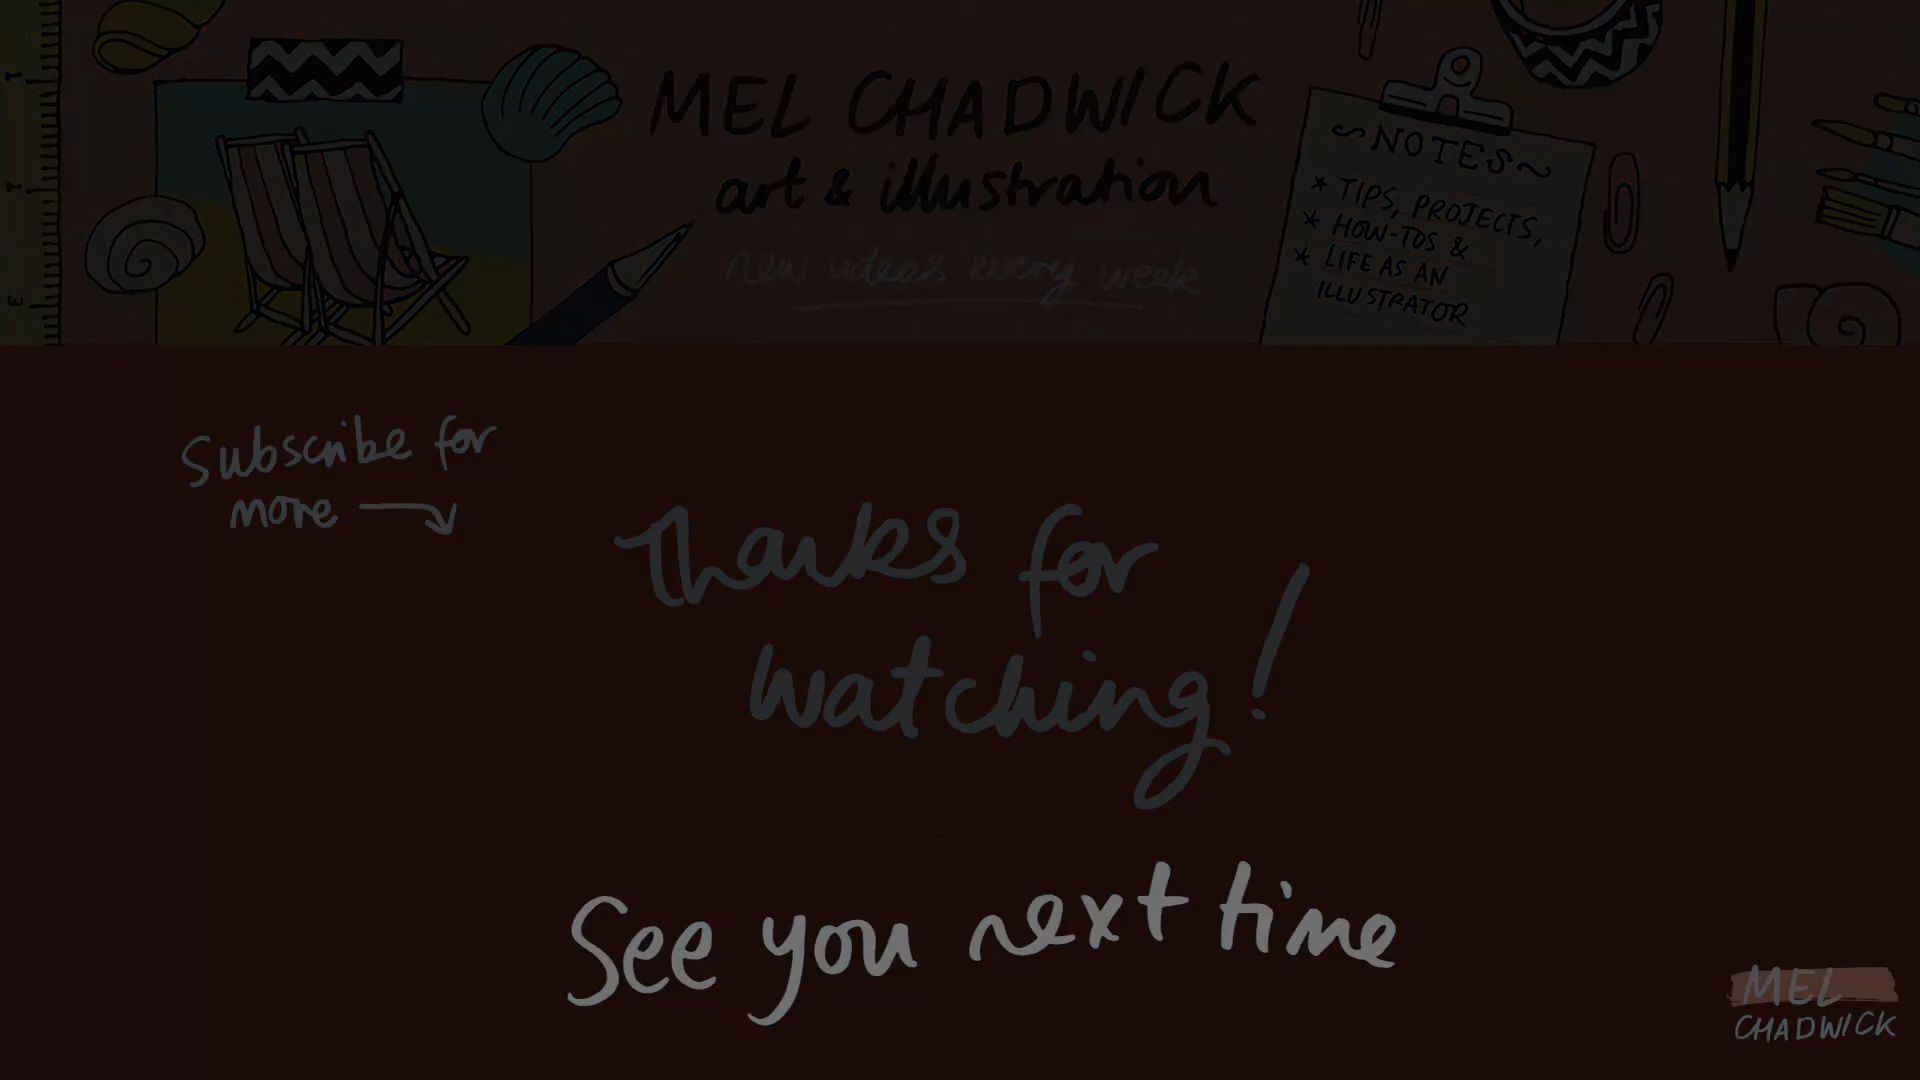 MEL CHADWICK
art & illustration
new videos every week
NOTES
* TIPS, PROJECTS,
* HOW-TOS &
* LIFE AS AN
ILLUSTRATOR
Subscribe for
more
Thanks for
watching!
See you next time
MEL
CHADWICK